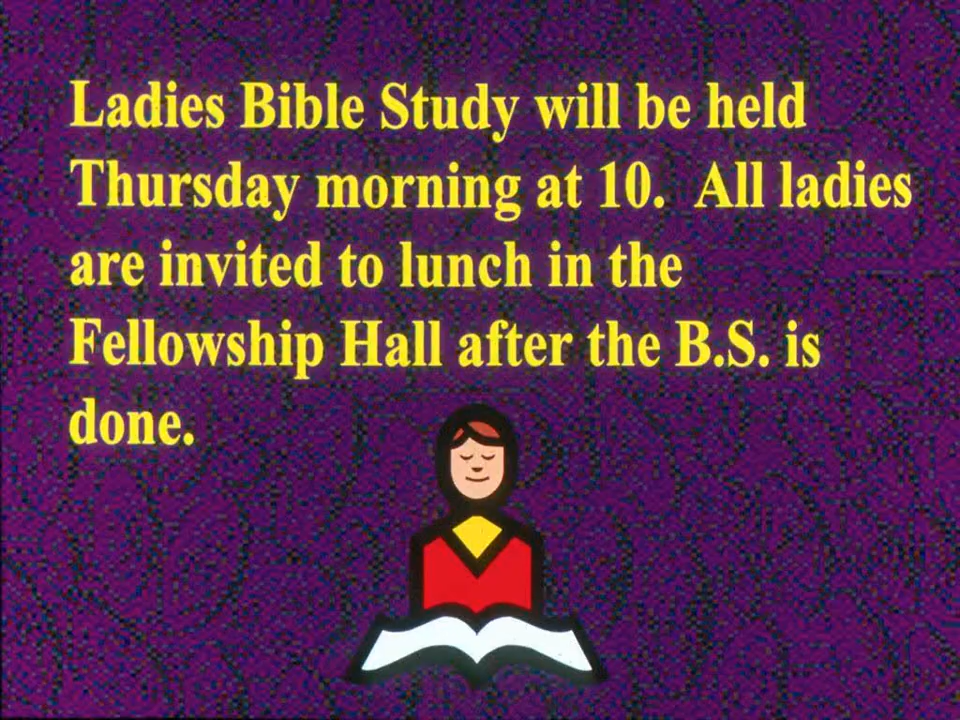 Ladies Bible Study will be held
Thursday morning at 10.  All ladies
are invited to lunch in the
Fellowship Hall after the B.S. is
done.